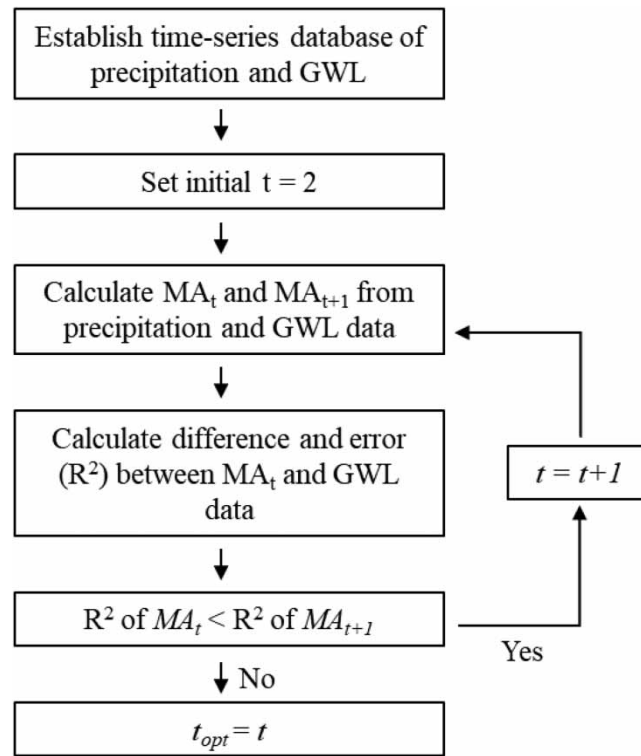 Establish time-series database of
precipitation and GWL
Set initial t = 2
Calculate MAₜ and MAₜ₊₁ from
precipitation and GWL data
Calculate difference and error
(R²) between MAₜ and GWL
data
t = t+1
R² of MAₜ < R² of MAₜ₊₁
Yes
No
tₒₚₜ = t